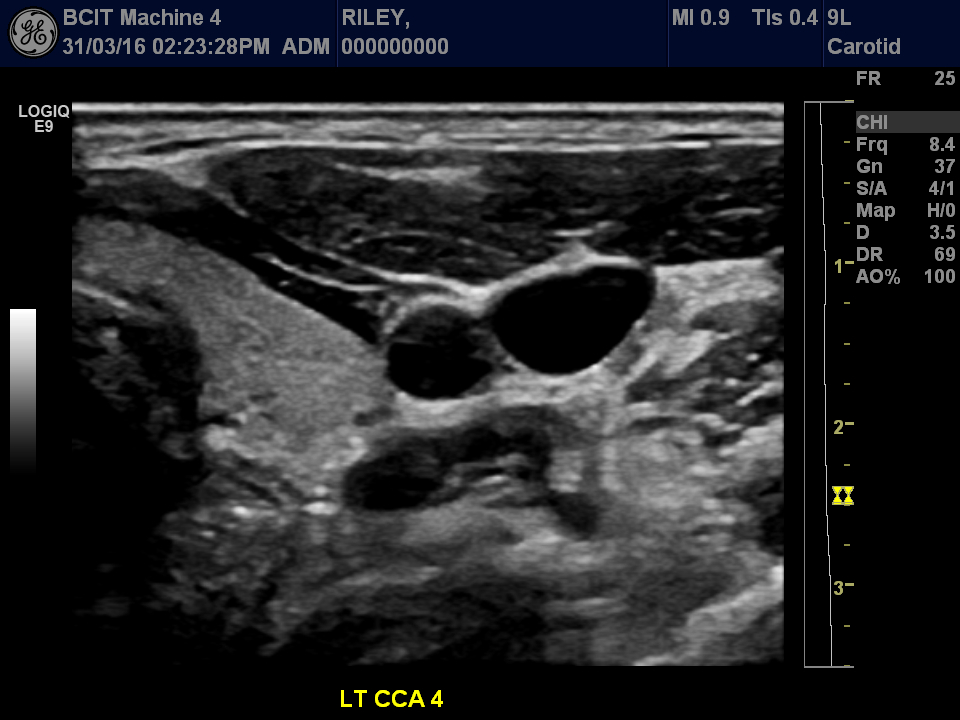 BCIT Machine 4
31/03/16 02:23:28PM ADM
RILEY,
000000000
MI 0.9 TIs 0.4
9L
Carotid
LOGIQ
E9
FR 25
CHI
Frq 8.4
Gn 37
S/A 4/1
Map H/0
D 3.5
DR 69
AO% 100
1
2
3
LT CCA 4